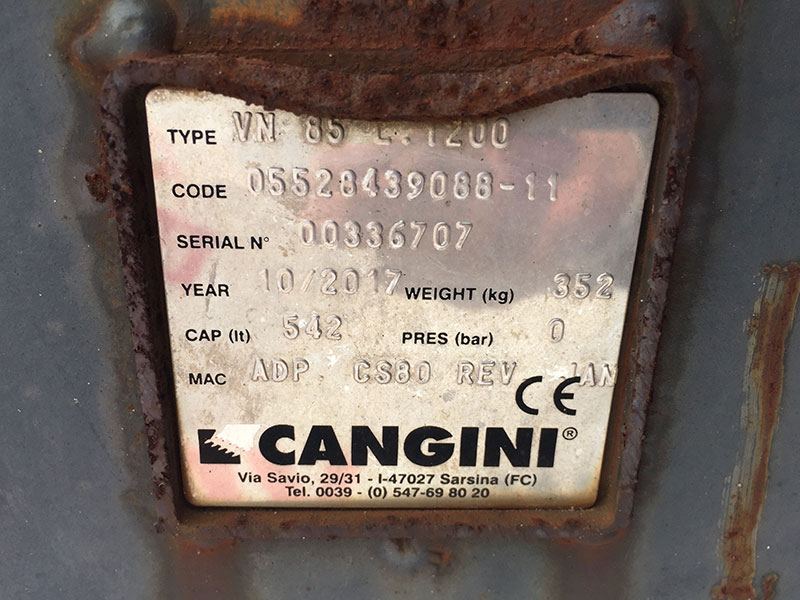 TYPE VN 85 L.1200
CODE 05528439088-11
SERIAL N° 00336707
YEAR 10/2017 WEIGHT (kg) 352
CAP (lt) 542 PRES (bar) 0
MAC ADP CS80 REV JAN
CE
CANGINI®
Via Savio, 29/31 - I-47027 Sarsina (FC)
Tel. 0039 - (0) 547-69 80 20